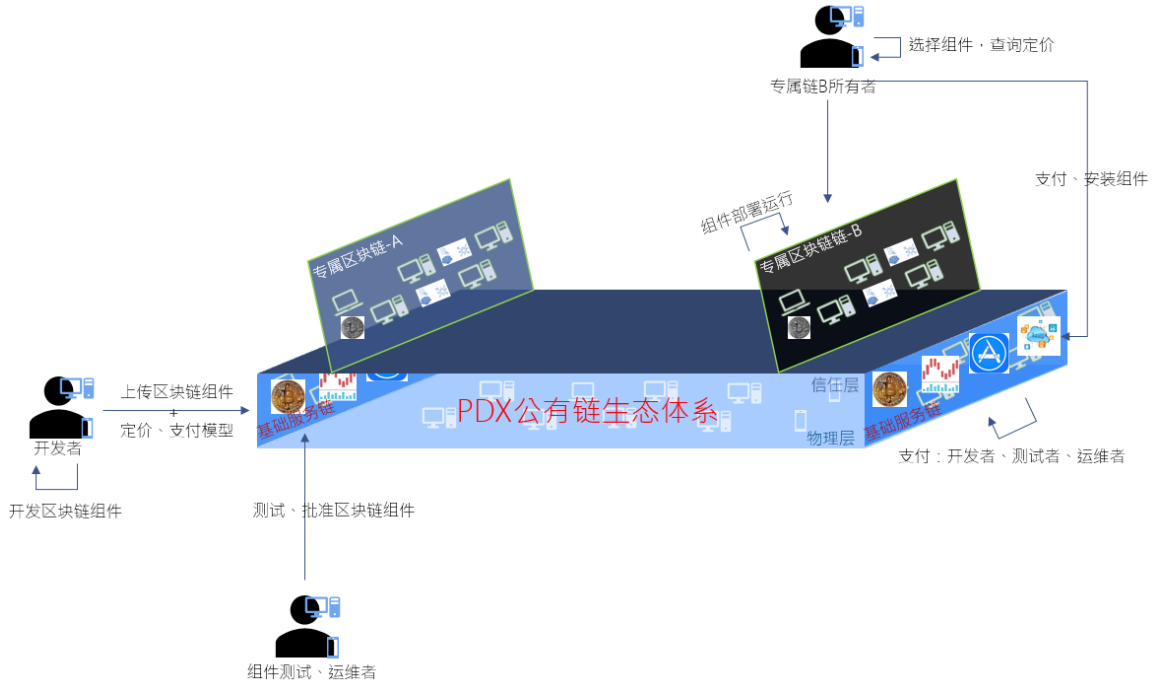 选择组件，查询定价
专属链B所有者
支付、安装组件
组件部署运行
专属区块链-A
专属区块链链-B
信任层
上传区块链组件
+
定价、支付模型
PDX公有链生态体系
基础服务链
基础服务链
物理层
开发者
支付：开发者、测试者、运维者
开发区块链组件
测试、批准区块链组件
组件测试、运维者